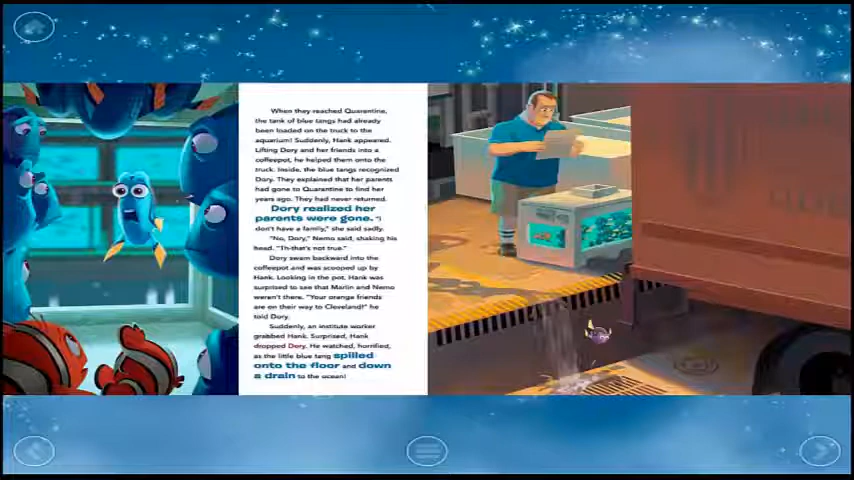 When they reached Quarantine,
the tank of blue tangs had already
been loaded on the truck to the
aquarium! Suddenly, Hank appeared.
Lifting Dory and her friends into a
coffeepot, he helped them onto the
truck. Inside, the blue tangs recognized
Dory. They explained that her parents
had gone to Quarantine to find her
years ago. They had never returned.
Dory realized her
parents were gone. "I
don't have a family," she said sadly.
"No, Dory," Nemo said, shaking his
head. "Th-that's not true."
Dory swam backward into the
coffeepot and was scooped up by
Hank. Looking in the pot, Hank was
surprised to see that Marlin and Nemo
weren't there. "Your orange friends
are on their way to Cleveland!" he
told Dory.
Suddenly, an institute worker
grabbed Hank. Surprised, Hank
dropped Dory. He watched, horrified,
as the little blue tang spilled
onto the floor and down
a drain to the ocean!